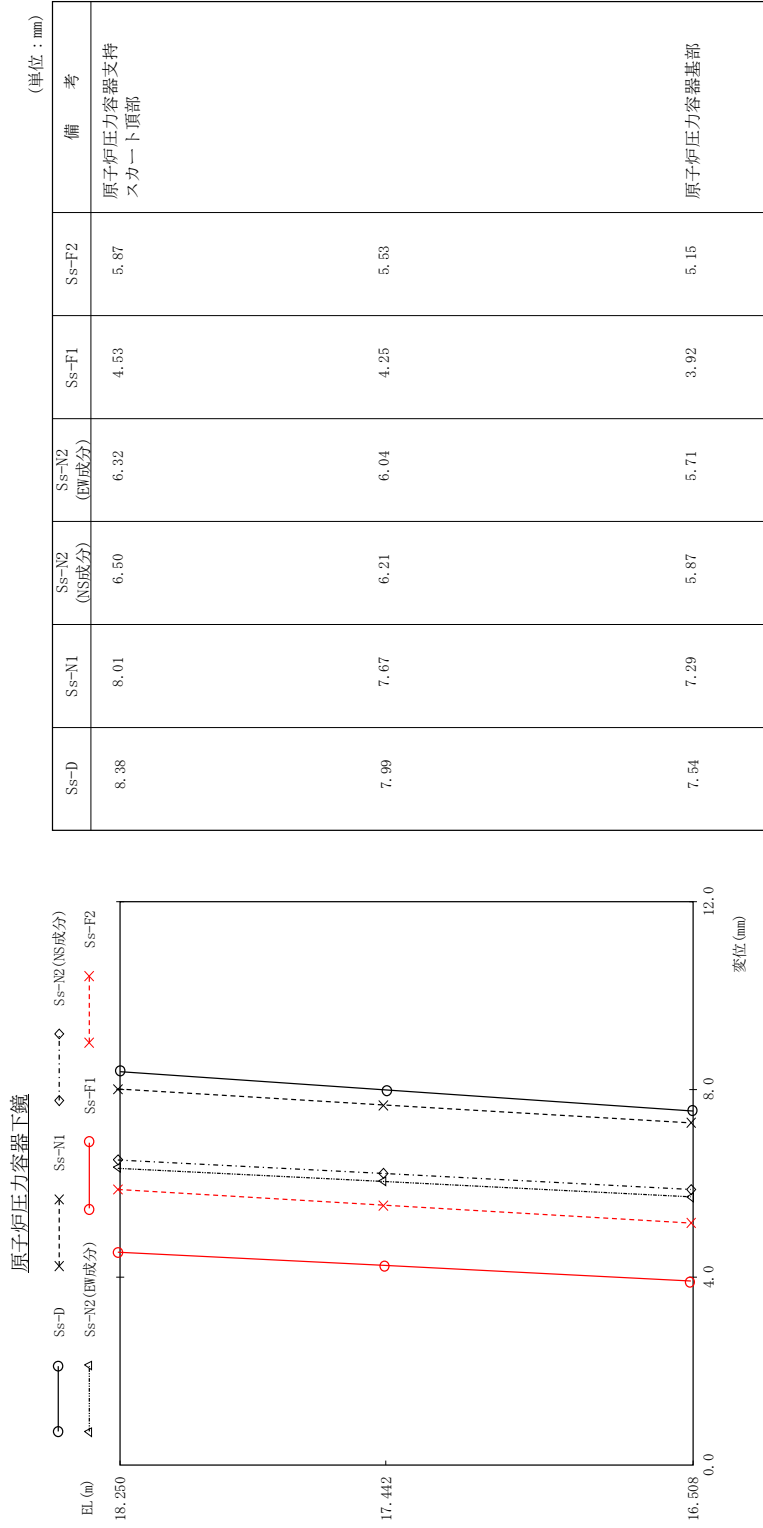 原子炉圧力容器下鏡
Ss-D
Ss-N1
Ss-N2(NS成分)
Ss-N2(EW成分)
Ss-F1
Ss-F2
EL(m)
18.250
17.442
16.508
0.0
4.0
8.0
12.0
変位(mm)
(単位：mm)
Ss-D Ss-N1 Ss-N2 Ss-N2 Ss-F1 Ss-F2 備 考
(NS成分) (EW成分)
8.38 8.01 6.50 6.32 4.53 5.87 原子炉圧力容器支持
スカート頂部
7.99 7.67 6.21 6.04 4.25 5.53
7.54 7.29 5.87 5.71 3.92 5.15 原子炉圧力容器基部